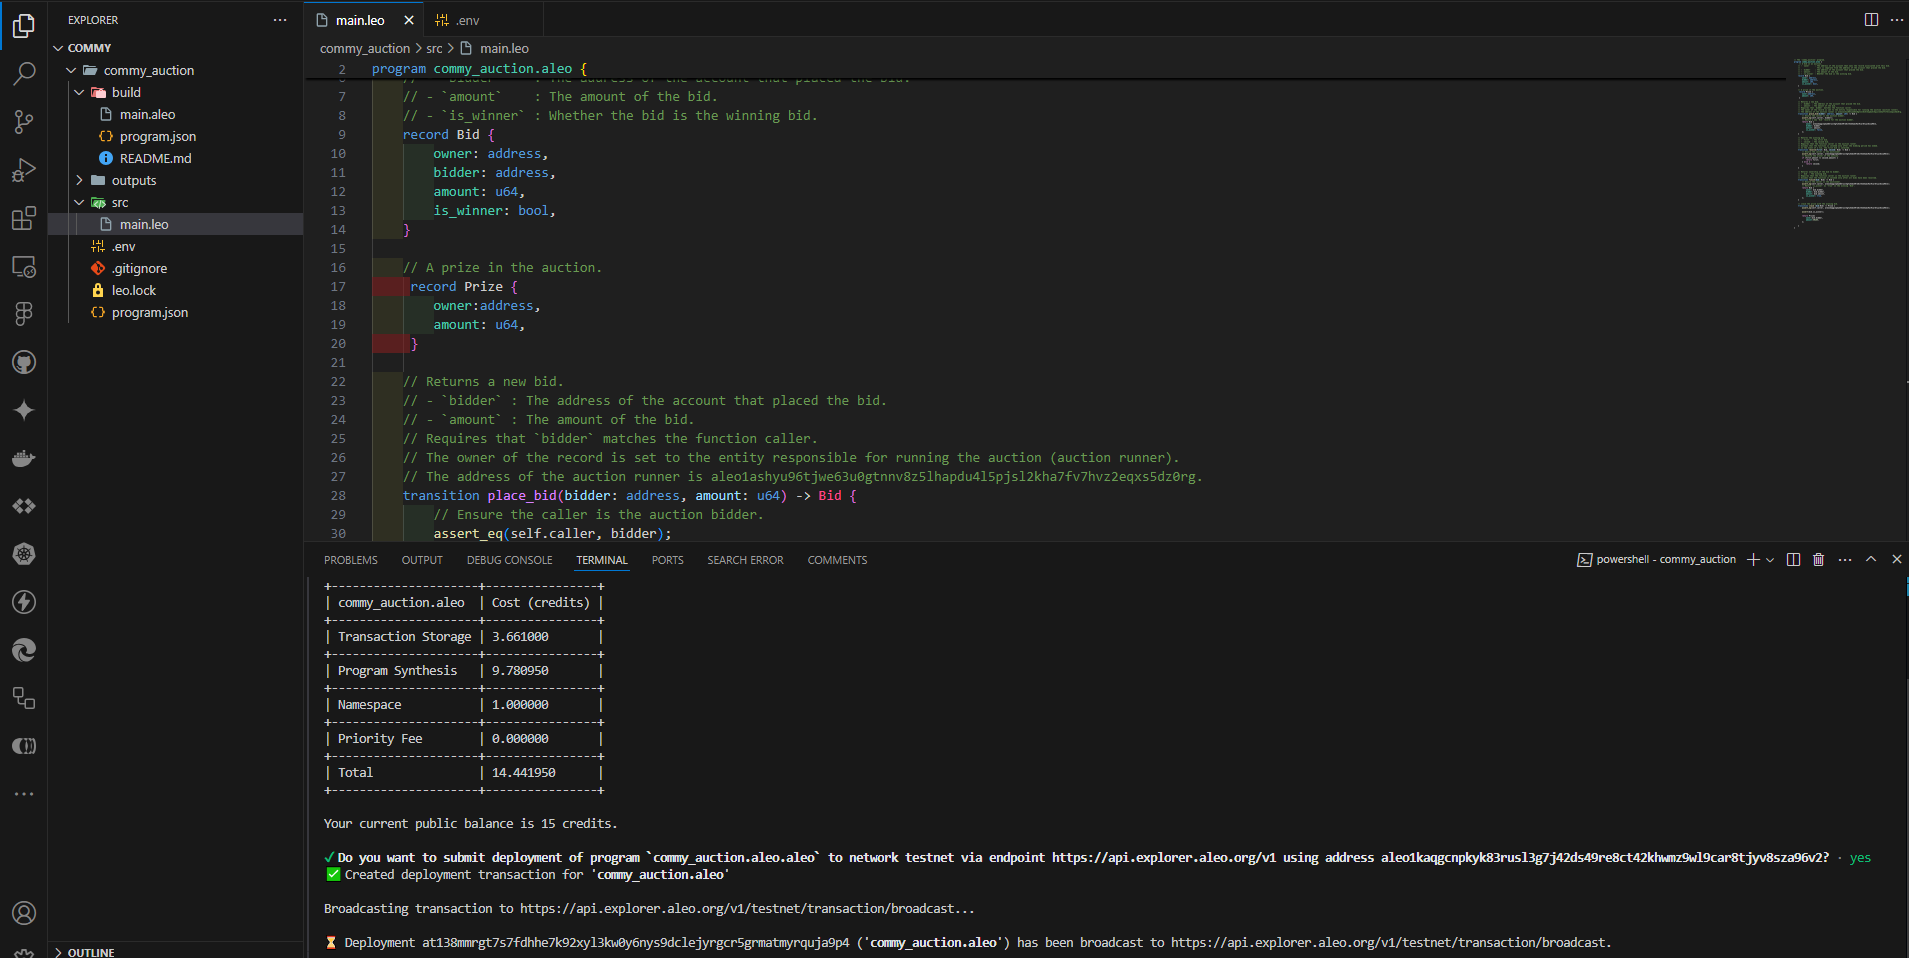 EXPLORER
COMMY
commy_auction
build
main.aleo
program.json
README.md
outputs
src
main.leo
.env
.gitignore
leo.lock
program.json
OUTLINE
main.leo
.env
commy_auction > src > main.leo
2 program commy_auction.aleo {
7 // - `amount`    : The amount of the bid.
8 // - `is_winner` : Whether the bid is the winning bid.
9 record Bid {
10 owner: address,
11 bidder: address,
12 amount: u64,
13 is_winner: bool,
14 }
15
16 // A prize in the auction.
17 record Prize {
18 owner:address,
19 amount: u64,
20 }
21
22 // Returns a new bid.
23 // - `bidder` : The address of the account that placed the bid.
24 // - `amount` : The amount of the bid.
25 // Requires that `bidder` matches the function caller.
26 // The owner of the record is set to the entity responsible for running the auction (auction runner).
27 // The address of the auction runner is aleo1ashyu96tjwe63u0gtnnv8z5lhapdu4l5pjsl2kha7fv7hvz2eqxs5dz0rg.
28 transition place_bid(bidder: address, amount: u64) -> Bid {
29 // Ensure the caller is the auction bidder.
30 assert_eq(self.caller, bidder);
PROBLEMS OUTPUT DEBUG CONSOLE TERMINAL PORTS SEARCH ERROR COMMENTS
powershell - commy_auction
+--------------------+---------------+
| commy_auction.aleo | Cost (credits) |
| Transaction Storage | 3.661000 |
| Program Synthesis | 9.780950 |
| Namespace | 1.000000 |
| Priority Fee | 0.000000 |
| Total | 14.441950 |
Your current public balance is 15 credits.
✓Do you want to submit deployment of program `commy_auction.aleo.aleo` to network testnet via endpoint https://api.explorer.aleo.org/v1 using address aleo1kaqgcnpkyk83rusl3g7j42ds49re8ct42khwmz9wl9car8tjyv8sza96v2? · yes
✅ Created deployment transaction for 'commy_auction.aleo'
Broadcasting transaction to https://api.explorer.aleo.org/v1/testnet/transaction/broadcast...
⌛ Deployment at138mmrgt7s7fdhhe7k92xyl3kw0y6nys9dclejyrgcr5grmatmyrquja9p4 ('commy_auction.aleo') has been broadcast to https://api.explorer.aleo.org/v1/testnet/transaction/broadcast.